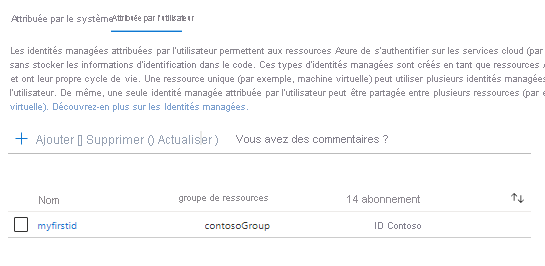 Attribuée par le système Attribuée par l'utilisateur
Les identités managées attribuées par l'utilisateur permettent aux ressources Azure de s'authentifier sur les services cloud (par
sans stocker les informations d'identification dans le code. Ces types d'identités managées sont créés en tant que ressources
et ont leur propre cycle de vie. Une ressource unique (par exemple, machine virtuelle) peut utiliser plusieurs identités managées
l'utilisateur. De même, une seule identité managée attribuée par l'utilisateur peut être partagée entre plusieurs ressources (par
virtuelle). Découvrez-en plus sur les Identités managées.
+ Ajouter [] Supprimer () Actualiser ) Vous avez des commentaires ?
Nom groupe de ressources 14 abonnement
myfirstid contosoGroup ID Contoso